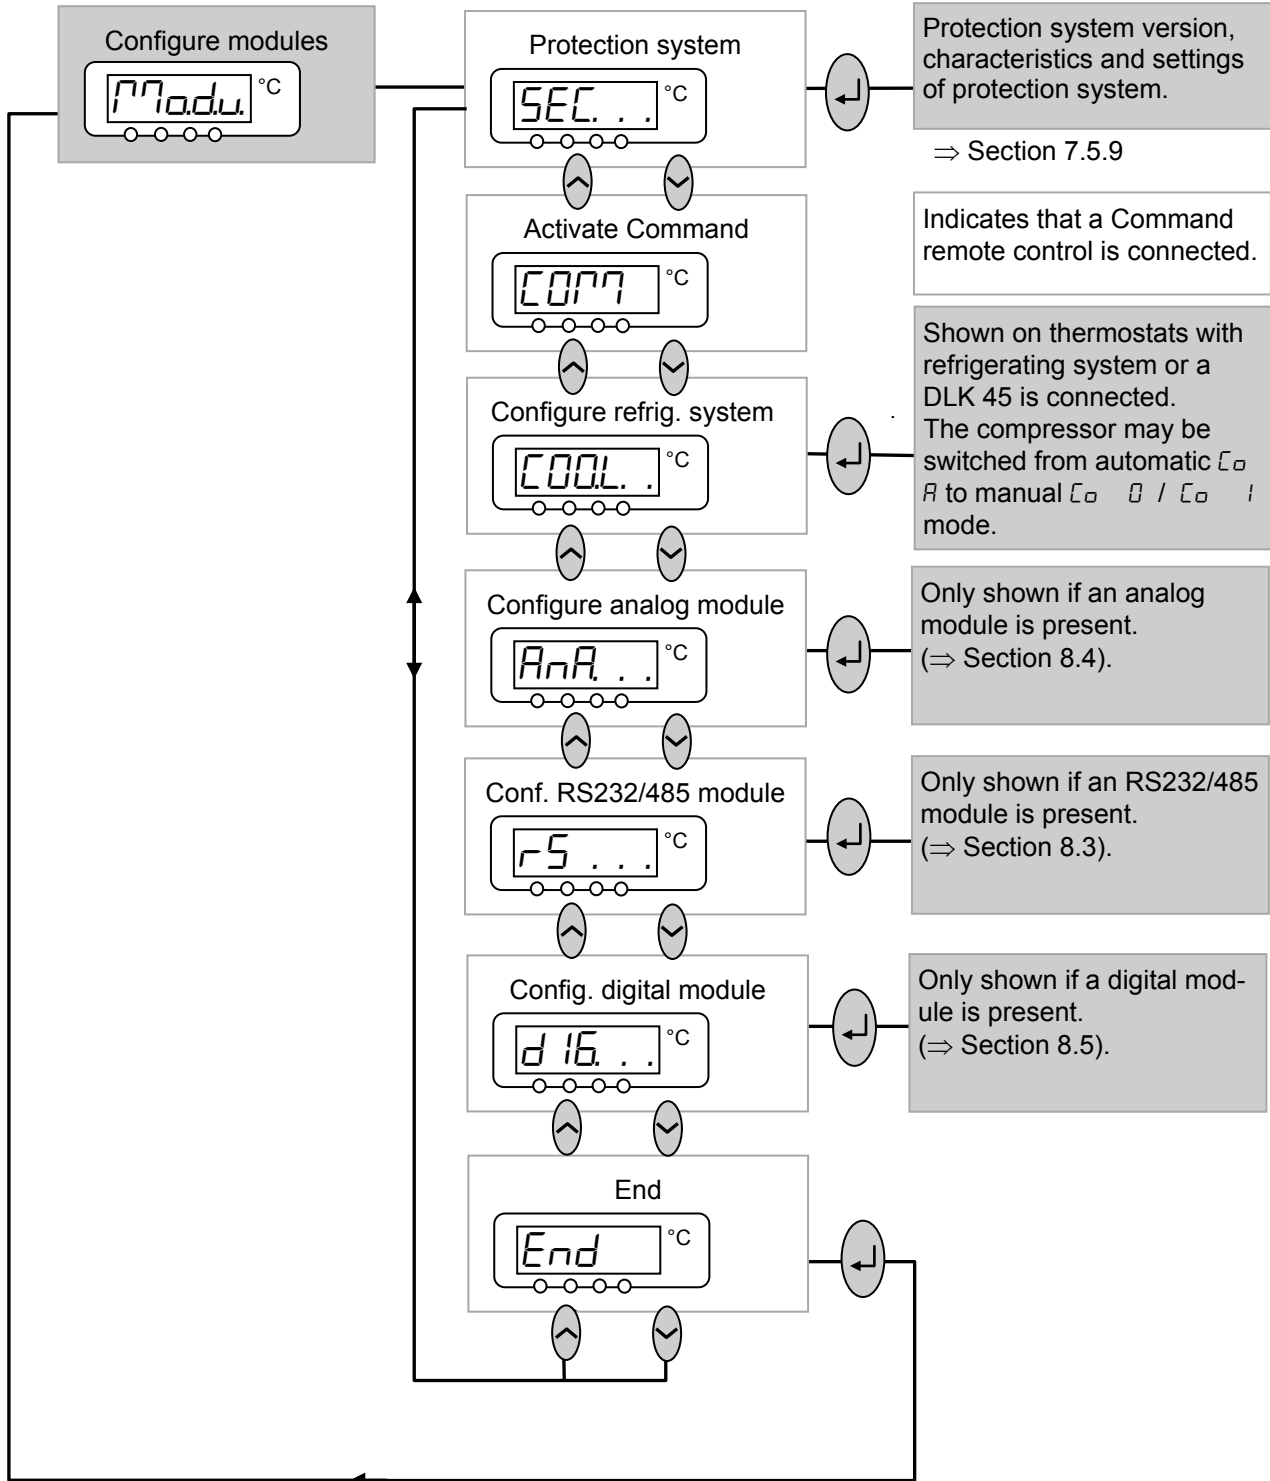 Configure modules
Mo.d.u. °C
Protection system
SEC. . . °C
Protection system version,
characteristics and settings
of protection system.
⇒ Section 7.5.9
Activate Command
COM °C
Indicates that a Command
remote control is connected.
Configure refrig. system
COOL. . °C
Shown on thermostats with
refrigerating system or a
DLK 45 is connected.
The compressor may be
switched from automatic Co
A to manual Co 0 / Co 1
mode.
Configure analog module
AnA. . . °C
Only shown if an analog
module is present.
(⇒ Section 8.4).
Conf. RS232/485 module
rS . . . °C
Only shown if an RS232/485
module is present.
(⇒ Section 8.3).
Config. digital module
dIG. . . °C
Only shown if a digital mod-
ule is present.
(⇒ Section 8.5).
End
End °C